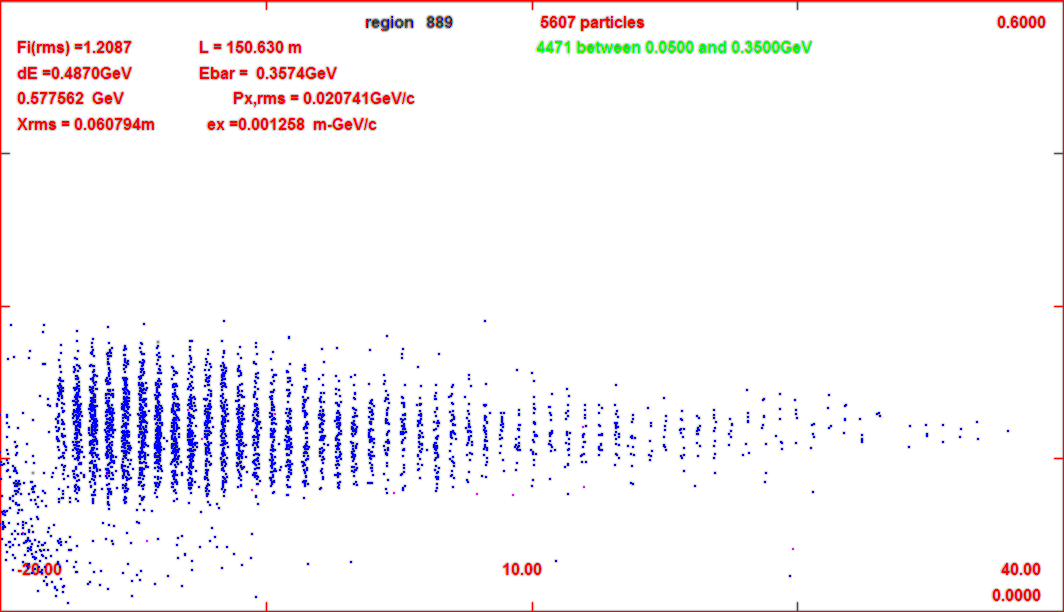 region 889 5607 particles 0.6000
Fi(rms) =1.2087 L = 150.630 m 4471 between 0.0500 and 0.3500GeV
dE =0.4870GeV Ebar = 0.3574GeV
0.577562 GeV Px,rms = 0.020741GeV/c
Xrms = 0.060794m ex =0.001258 m-GeV/c
-20.00 10.00 40.00
0.0000